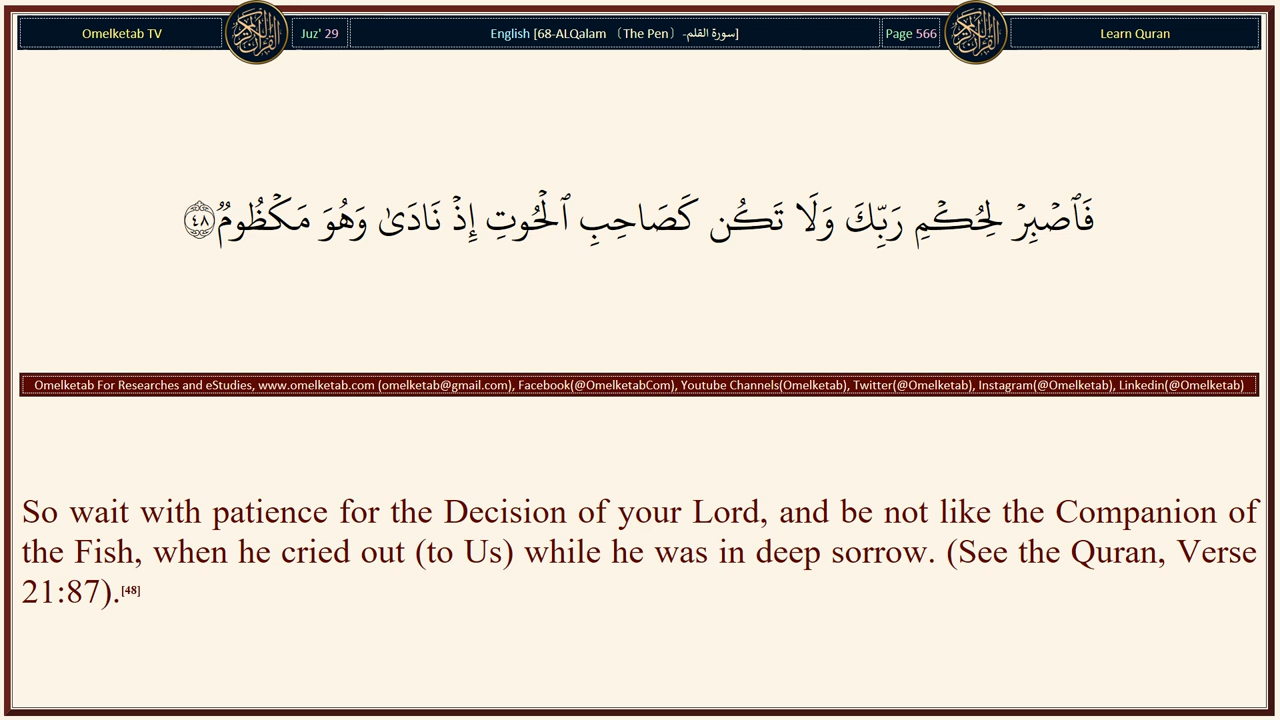 Omelketab TV
Juz' 29
English [68-ALQalam 〔The Pen〕 -سورة القلم]
Page 566
Learn Quran
فَٱصۡبِرۡ لِحُكۡمِ رَبِّكَ وَلَا تَكُن كَصَاحِبِ ٱلۡحُوتِ إِذۡ نَادَىٰ وَهُوَ مَكۡظُومٞ ٤٨
Omelketab For Researches and eStudies, www.omelketab.com (omelketab@gmail.com), Facebook(@OmelketabCom), Youtube Channels(Omelketab), Twitter(@Omelketab), Instagram(@Omelketab), Linkedin(@Omelketab)
So wait with patience for the Decision of your Lord, and be not like the Companion of
the Fish, when he cried out (to Us) while he was in deep sorrow. (See the Quran, Verse
21:87).[48]